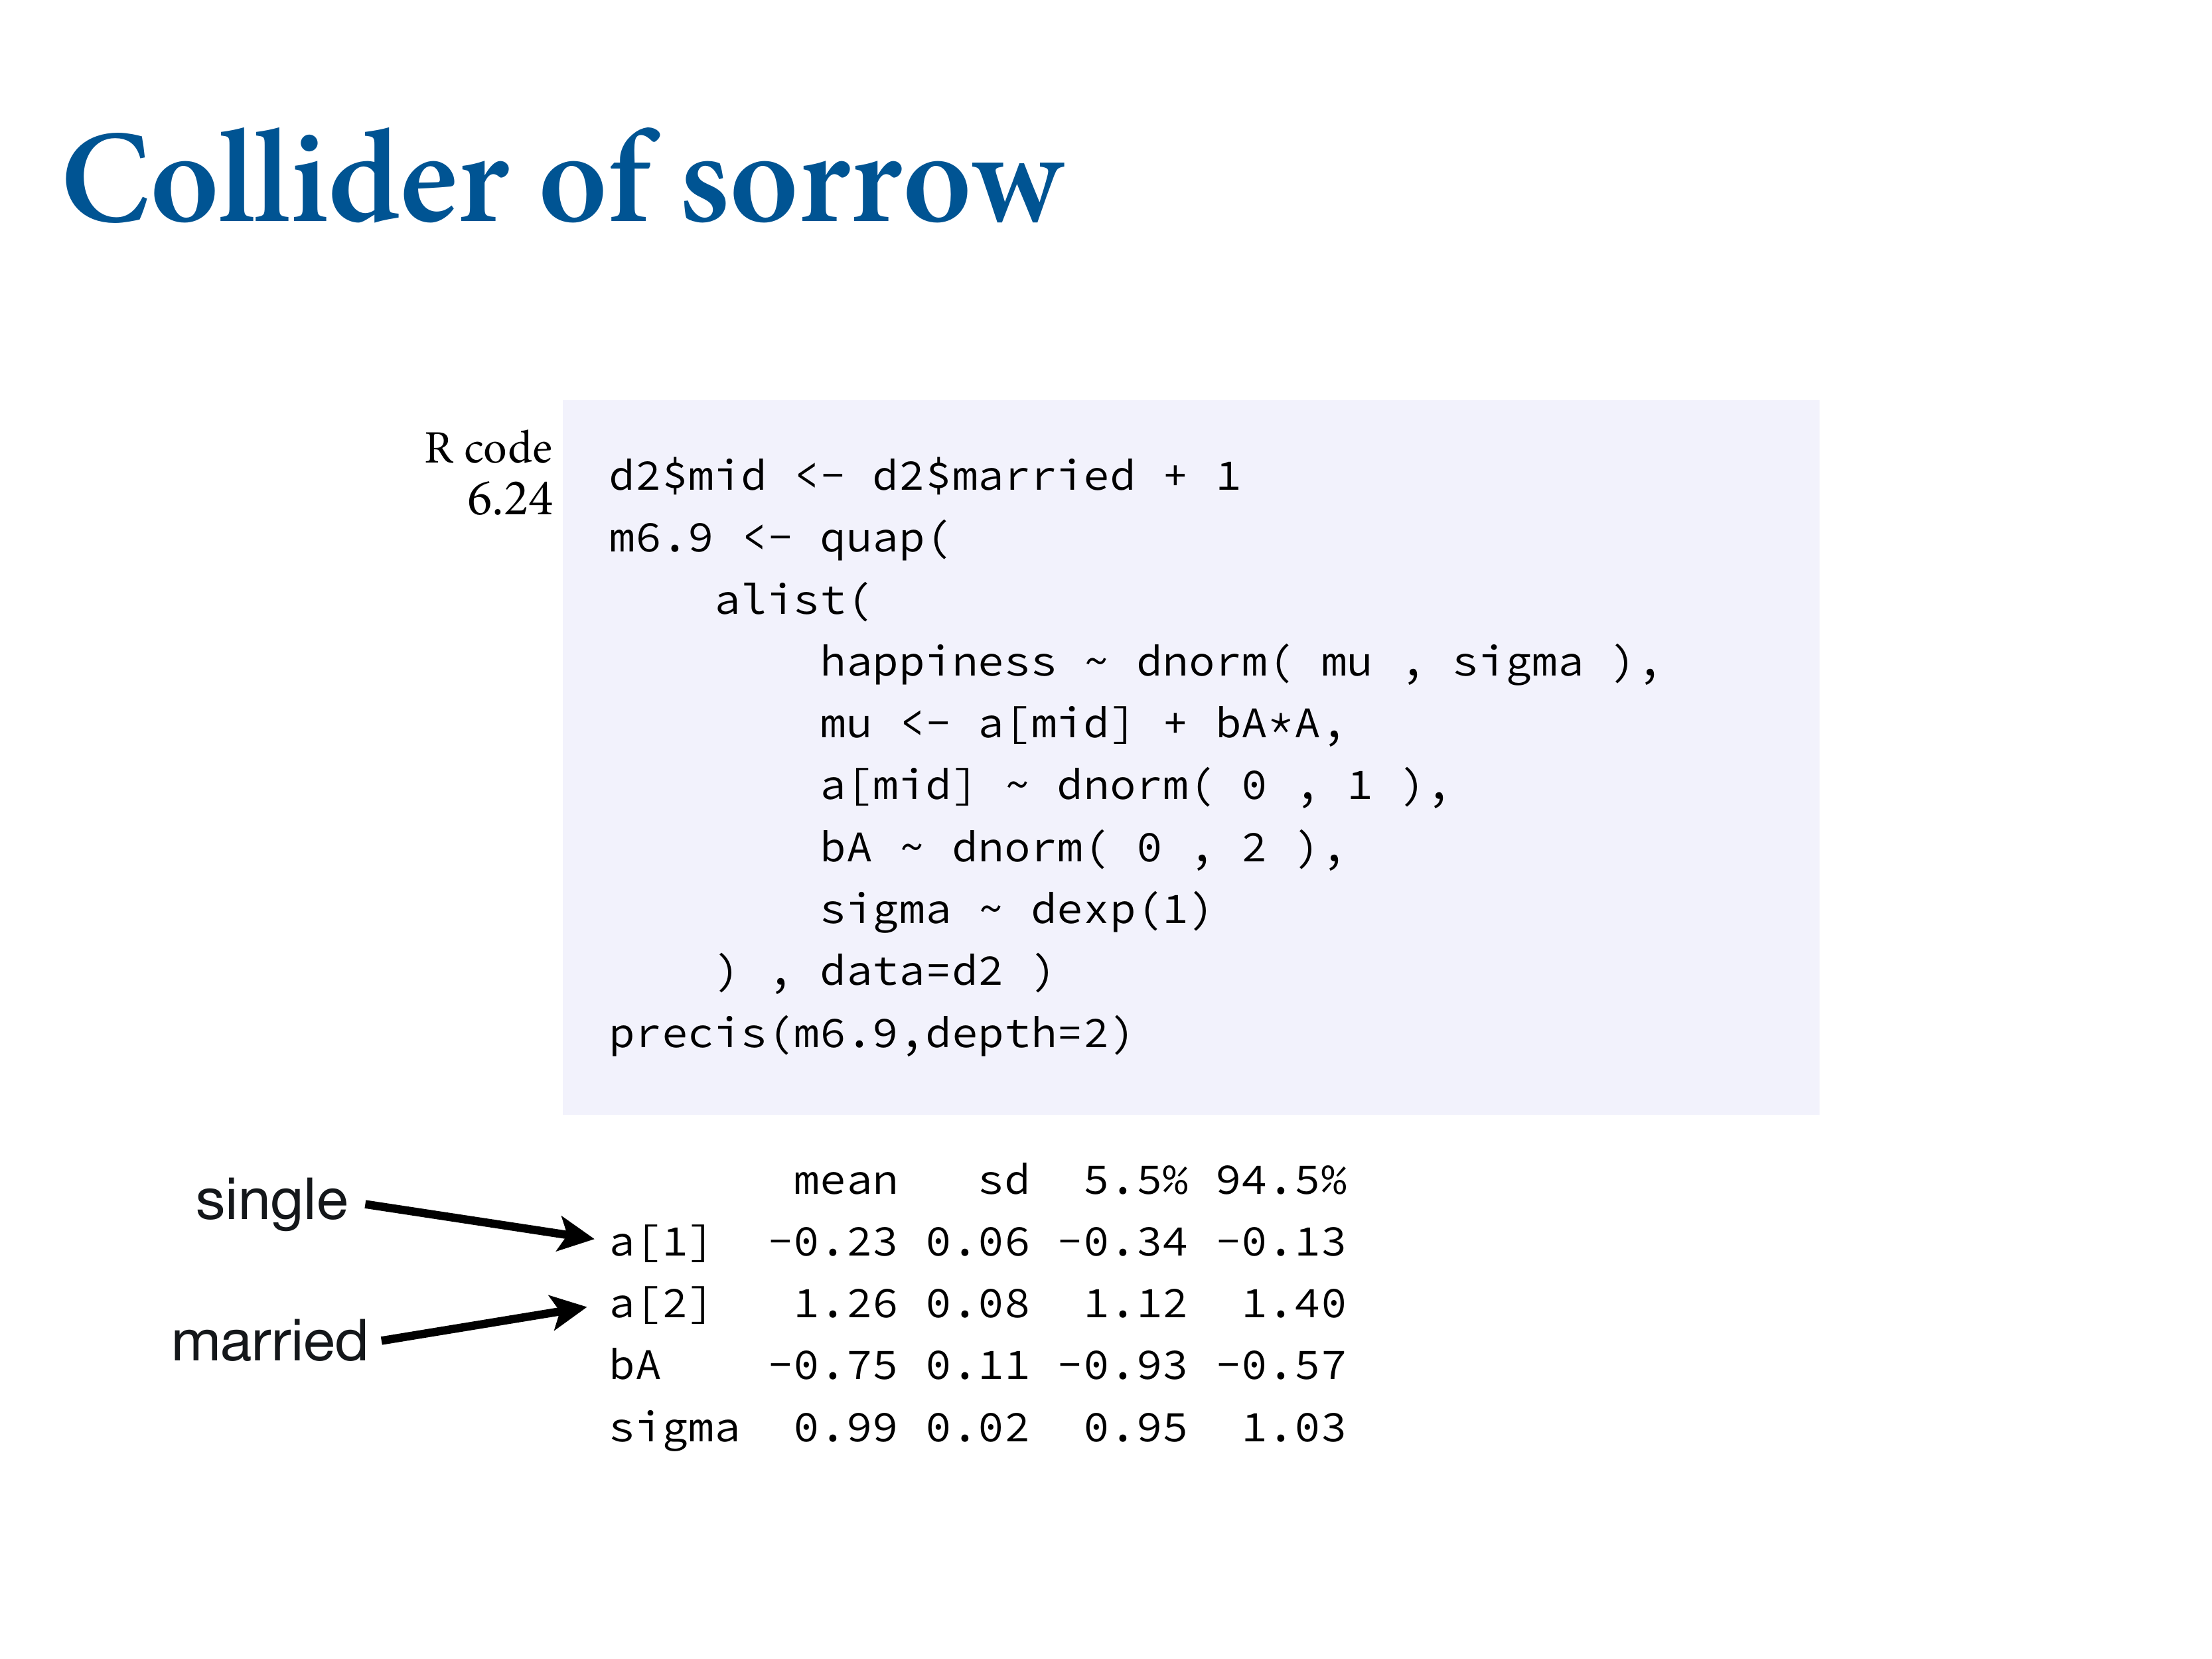 Collider of sorrow
R code
6.24
d2$mid <- d2$married + 1
m6.9 <- quap(
    alist(
        happiness ~ dnorm( mu , sigma ),
        mu <- a[mid] + bA*A,
        a[mid] ~ dnorm( 0 , 1 ),
        bA ~ dnorm( 0 , 2 ),
        sigma ~ dexp(1)
    ) , data=d2 )
precis(m6.9,depth=2)
       mean   sd  5.5% 94.5%
single
a[1]  -0.23 0.06 -0.34 -0.13
married
a[2]   1.26 0.08  1.12  1.40
bA    -0.75 0.11 -0.93 -0.57
sigma  0.99 0.02  0.95  1.03